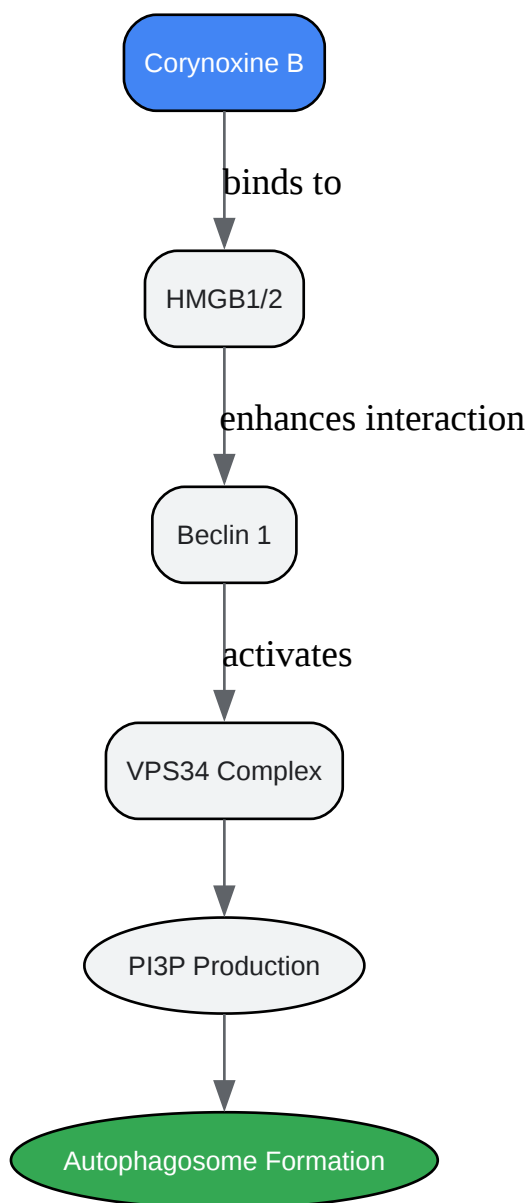 Corynoxine B
binds to
HMGB1/2
enhances interaction
Beclin 1
activates
VPS34 Complex
PI3P Production
Autophagosome Formation